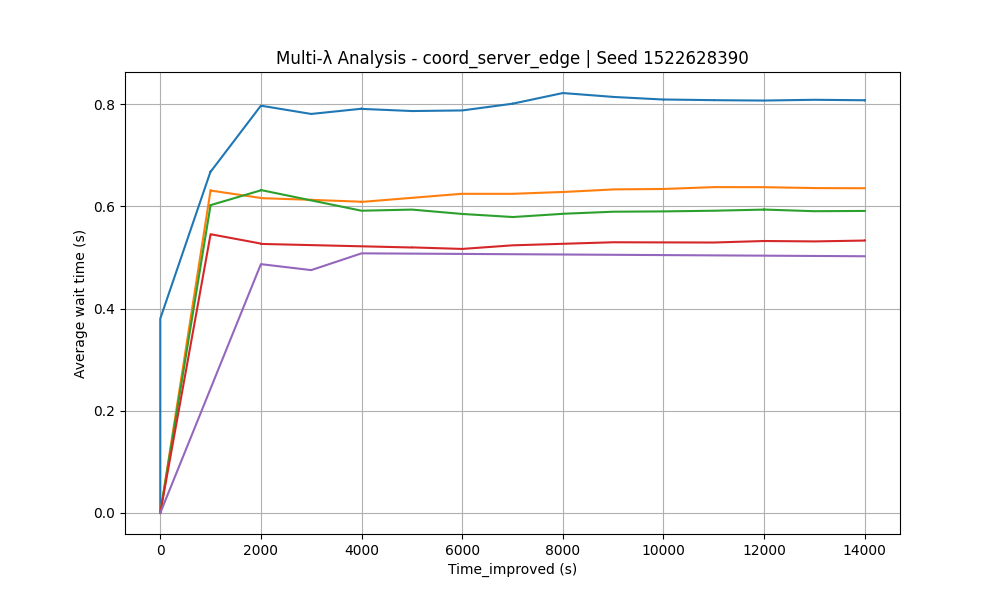 Multi-λ Analysis - coord_server_edge | Seed 1522628390
Average wait time (s)
0.8
0.6
0.4
0.2
0.0
0 2000 4000 6000 8000 10000 12000 14000
Time_improved (s)